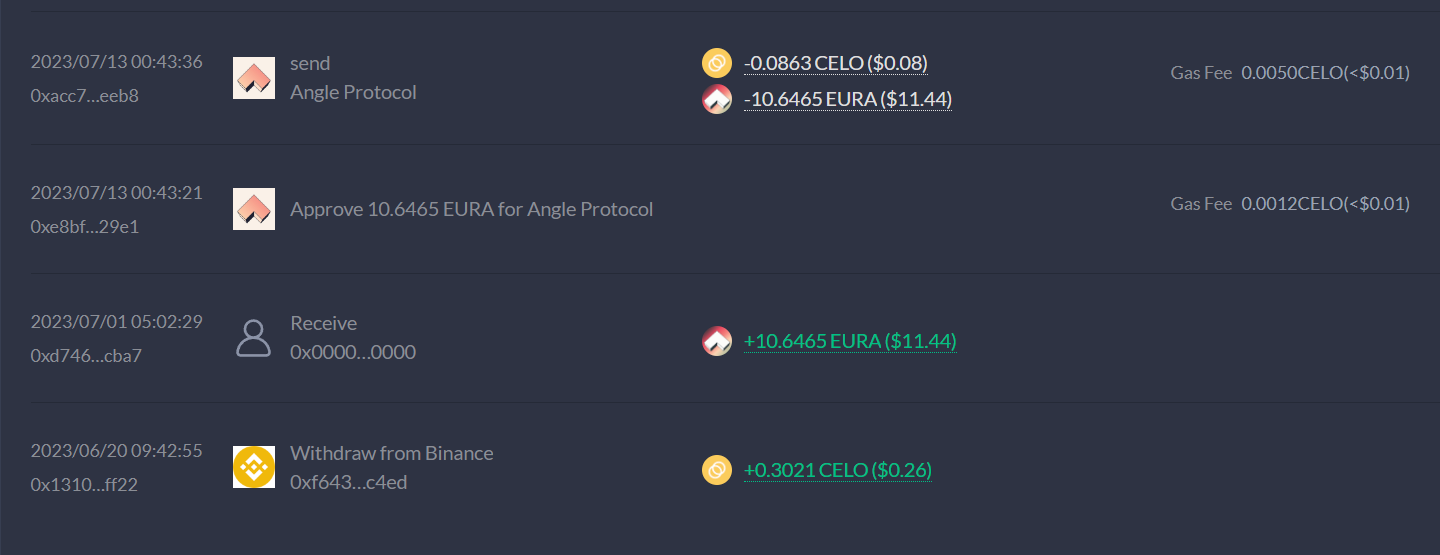 2023/07/13 00:43:36
0xacc7...eeb8
send
Angle Protocol
-0.0863 CELO ($0.08)
-10.6465 EURA ($11.44)
Gas Fee 0.0050CELO(<$0.01)
2023/07/13 00:43:21
0xe8bf...29e1
Approve 10.6465 EURA for Angle Protocol
Gas Fee 0.0012CELO(<$0.01)
2023/07/01 05:02:29
0xd746...cba7
Receive
0x0000...0000
+10.6465 EURA ($11.44)
2023/06/20 09:42:55
0x1310...ff22
Withdraw from Binance
0xf643...c4ed
+0.3021 CELO ($0.26)